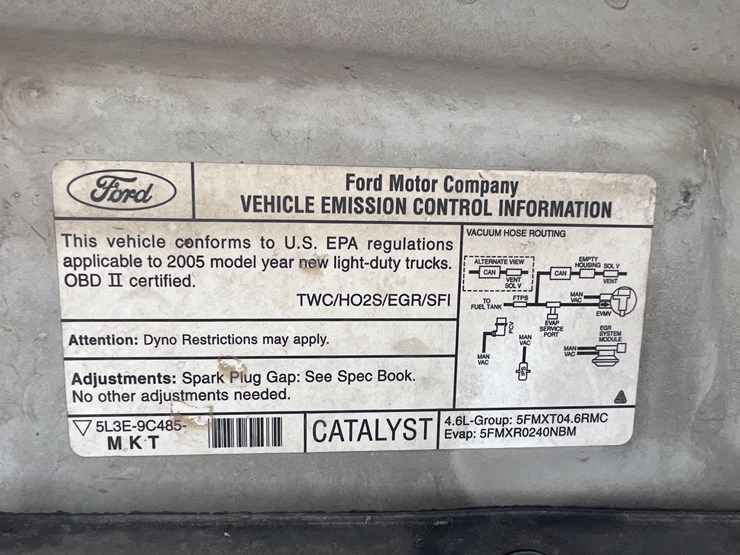 Ford
Ford Motor Company
VEHICLE EMISSION CONTROL INFORMATION
This vehicle conforms to U.S. EPA regulations
applicable to 2005 model year new light-duty trucks.
OBD II certified.
TWC/HO2S/EGR/SFI
Attention: Dyno Restrictions may apply.
Adjustments: Spark Plug Gap: See Spec Book.
No other adjustments needed.
VACUUM HOSE ROUTING
ALTERNATE VIEW
CAN
VENT
SOL V
EMPTY
HOUSING
SOL V
CAN
VENT
TO
FUEL TANK
FTPS
MAN
VAC
EVMV
EVAP
SERVICE
PORT
PCV
MAN
VAC
MAN
VAC
EGR
SYSTEM
MODULE
MAN
VAC
5L3E-9C485-
MKT
CATALYST
4.6L-Group: 5FMXT04.6RMC
Evap: 5FMXR0240NBM